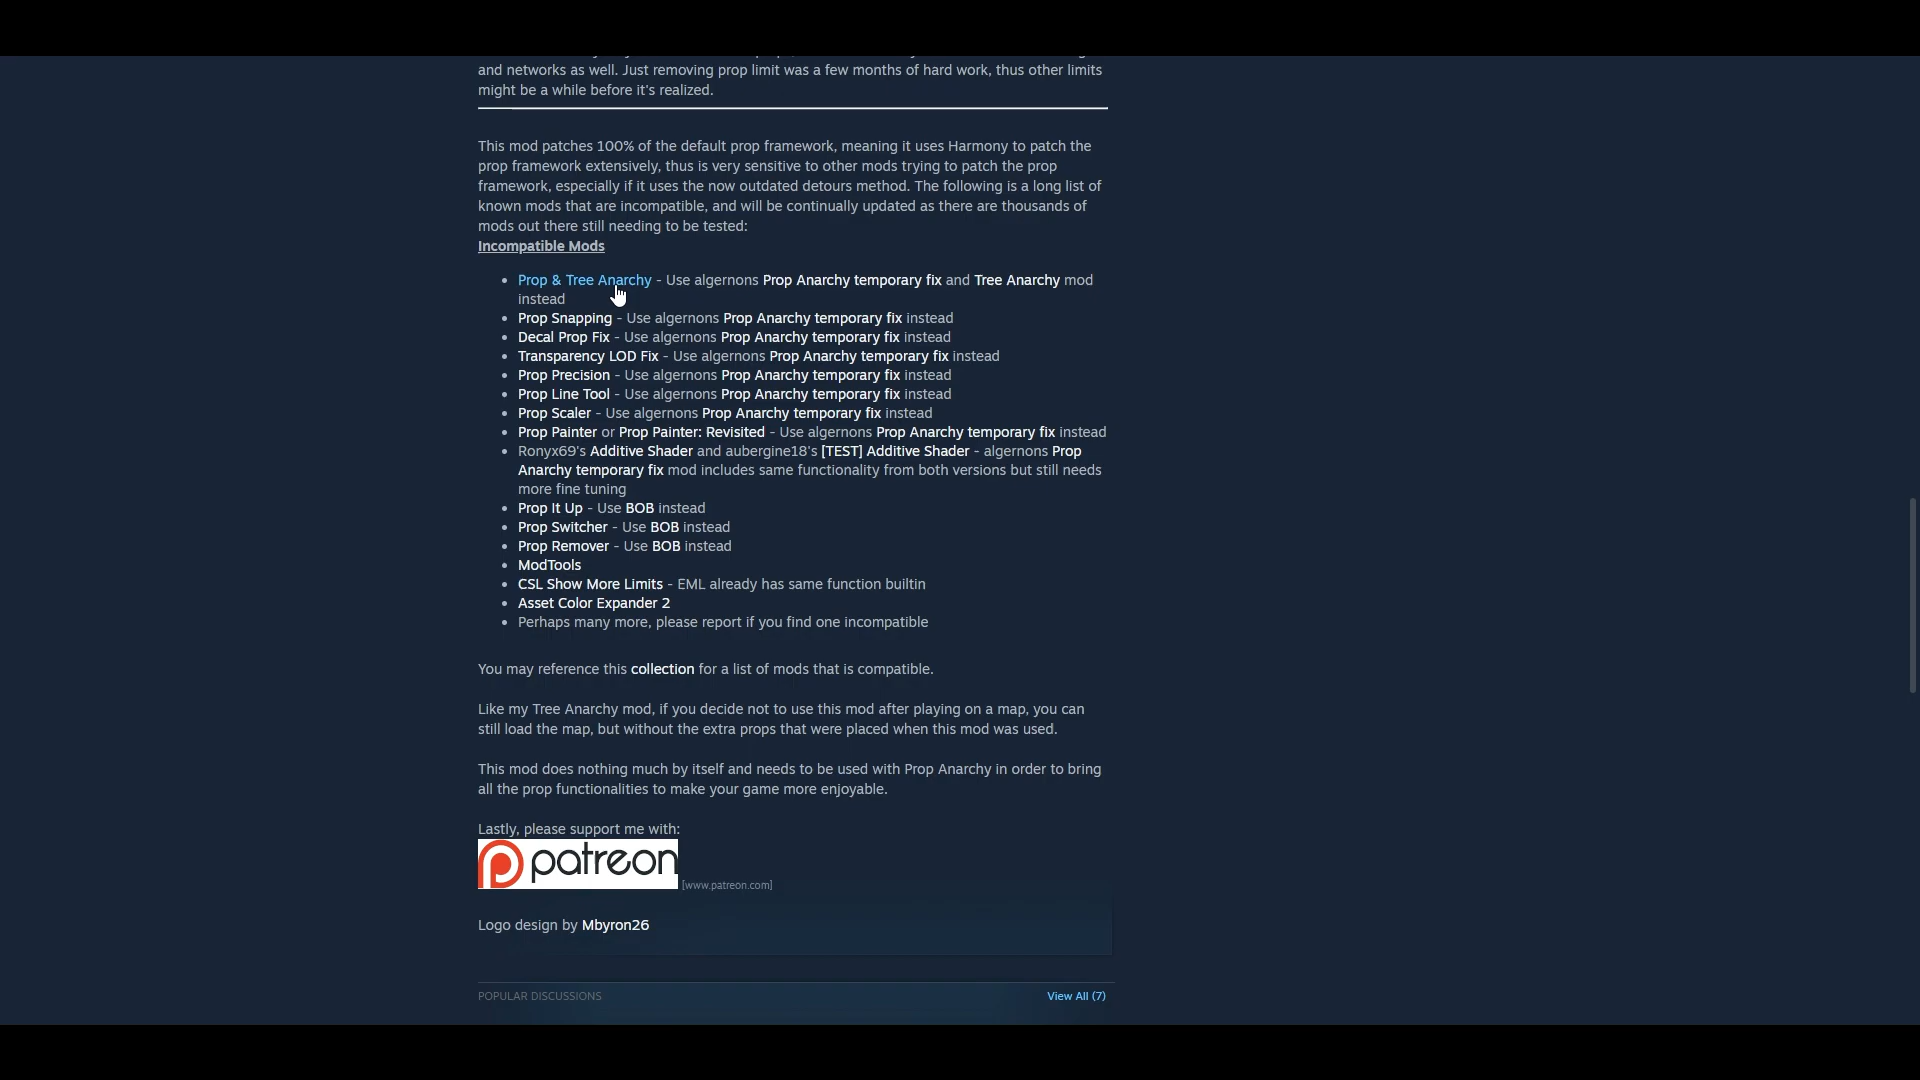 and networks as well. Just removing prop limit was a few months of hard work, thus other limits
might be a while before it's realized.
This mod patches 100% of the default prop framework, meaning it uses Harmony to patch the
prop framework extensively, thus is very sensitive to other mods trying to patch the prop
framework, especially if it uses the now outdated detours method. The following is a long list of
known mods that are incompatible, and will be continually updated as there are thousands of
mods out there still needing to be tested:
Incompatible Mods
• Prop & Tree Anarchy - Use algernons Prop Anarchy temporary fix and Tree Anarchy mod
instead
• Prop Snapping - Use algernons Prop Anarchy temporary fix instead
• Decal Prop Fix - Use algernons Prop Anarchy temporary fix instead
• Transparency LOD Fix - Use algernons Prop Anarchy temporary fix instead
• Prop Precision - Use algernons Prop Anarchy temporary fix instead
• Prop Line Tool - Use algernons Prop Anarchy temporary fix instead
• Prop Scaler - Use algernons Prop Anarchy temporary fix instead
• Prop Painter or Prop Painter: Revisited - Use algernons Prop Anarchy temporary fix instead
• Ronyx69's Additive Shader and aubergine18's [TEST] Additive Shader - algernons Prop
Anarchy temporary fix mod includes same functionality from both versions but still needs
more fine tuning
• Prop It Up - Use BOB instead
• Prop Switcher - Use BOB instead
• Prop Remover - Use BOB instead
• ModTools
• CSL Show More Limits - EML already has same function builtin
• Asset Color Expander 2
• Perhaps many more, please report if you find one incompatible
You may reference this collection for a list of mods that is compatible.
Like my Tree Anarchy mod, if you decide not to use this mod after playing on a map, you can
still load the map, but without the extra props that were placed when this mod was used.
This mod does nothing much by itself and needs to be used with Prop Anarchy in order to bring
all the prop functionalities to make your game more enjoyable.
Lastly, please support me with:
patreon [www.patreon.com]
Logo design by Mbyron26
POPULAR DISCUSSIONS View All (7)